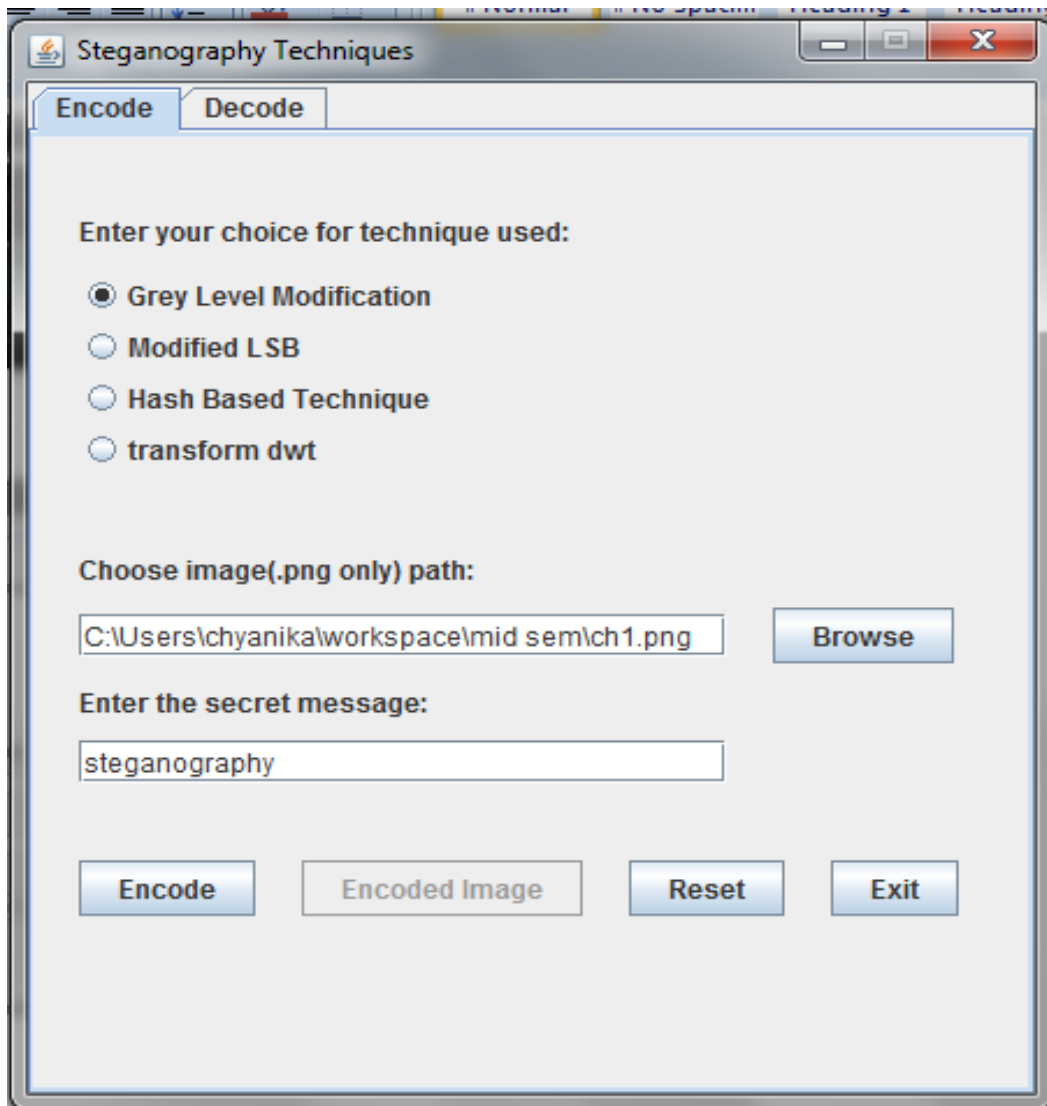 Steganography Techniques
Encode Decode
Enter your choice for technique used:
Grey Level Modification
Modified LSB
Hash Based Technique
transform dwt
Choose image(.png only) path:
C:\Users\chyanika\workspace\mid sem\ch1.png Browse
Enter the secret message:
steganography
Encode Encoded Image Reset Exit